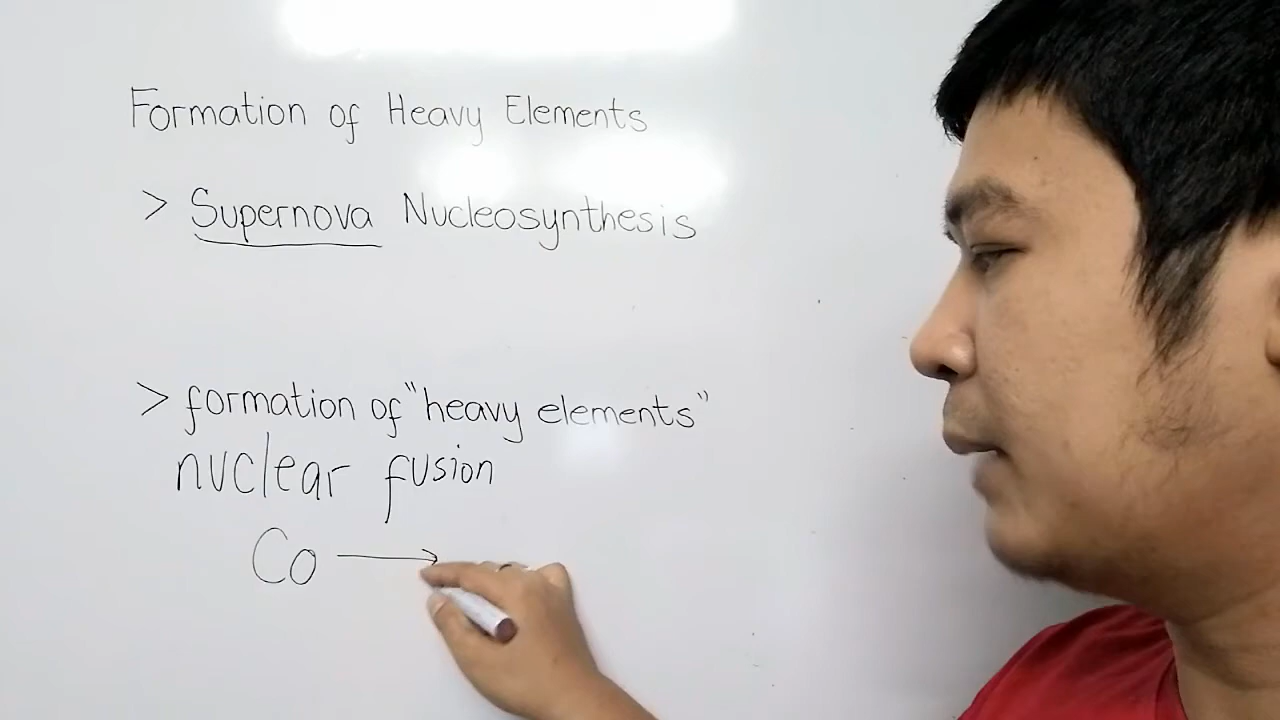 Formation of Heavy Elements
> Supernova Nucleosynthesis
> formation of "heavy elements"
nuclear fusion
Co →